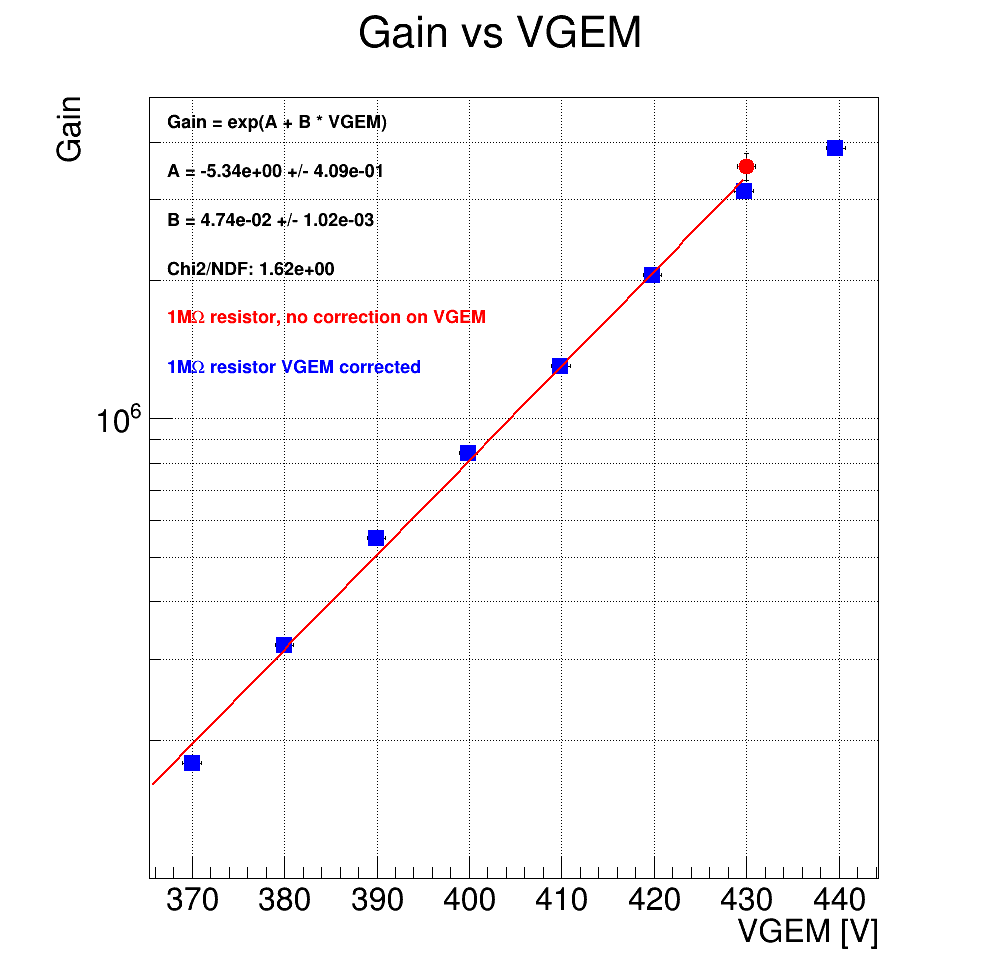 Gain vs VGEM
Gain
Gain = exp(A + B * VGEM)
A = -5.34e+00 +/- 4.09e-01
B = 4.74e-02 +/- 1.02e-03
Chi2/NDF: 1.62e+00
1MΩ resistor, no correction on VGEM
1MΩ resistor VGEM corrected
10⁶
370 380 390 400 410 420 430 440
VGEM [V]